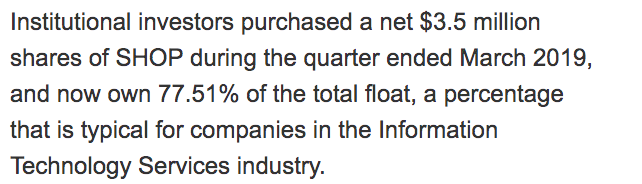 Institutional investors purchased a net $3.5 million
shares of SHOP during the quarter ended March 2019,
and now own 77.51% of the total float, a percentage
that is typical for companies in the Information
Technology Services industry.